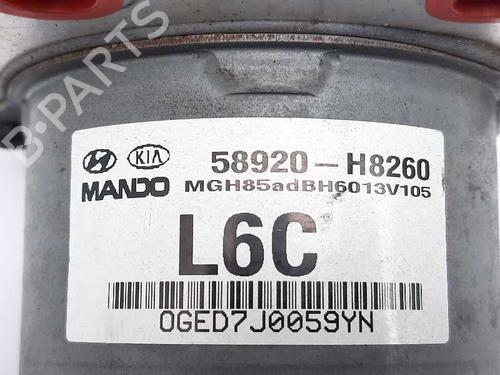 B-PARTS
KIA 58920-H8260
MANDO MGH85adBH6013V105
L6C
0GED7J0059YN